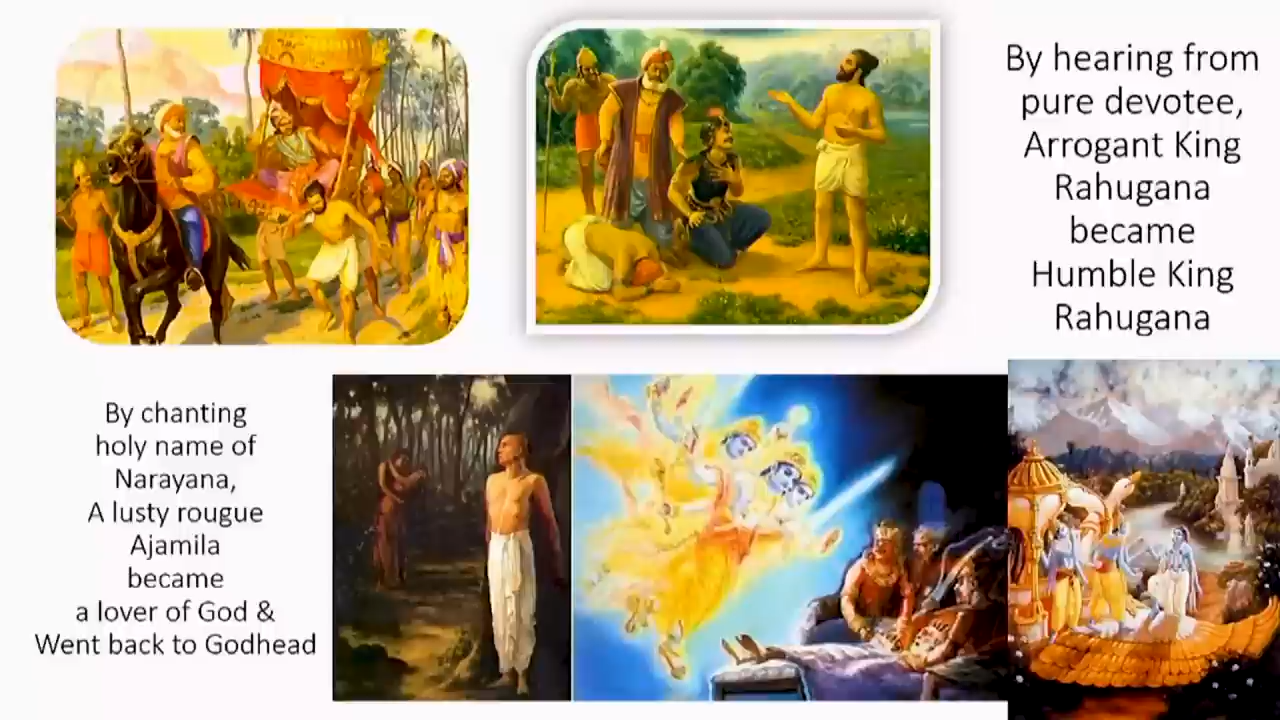 By hearing from
pure devotee,
Arrogant King
Rahugana
became
Humble King
Rahugana
By chanting
holy name of
Narayana,
A lusty rougue
Ajamila
became
a lover of God &
Went back to Godhead